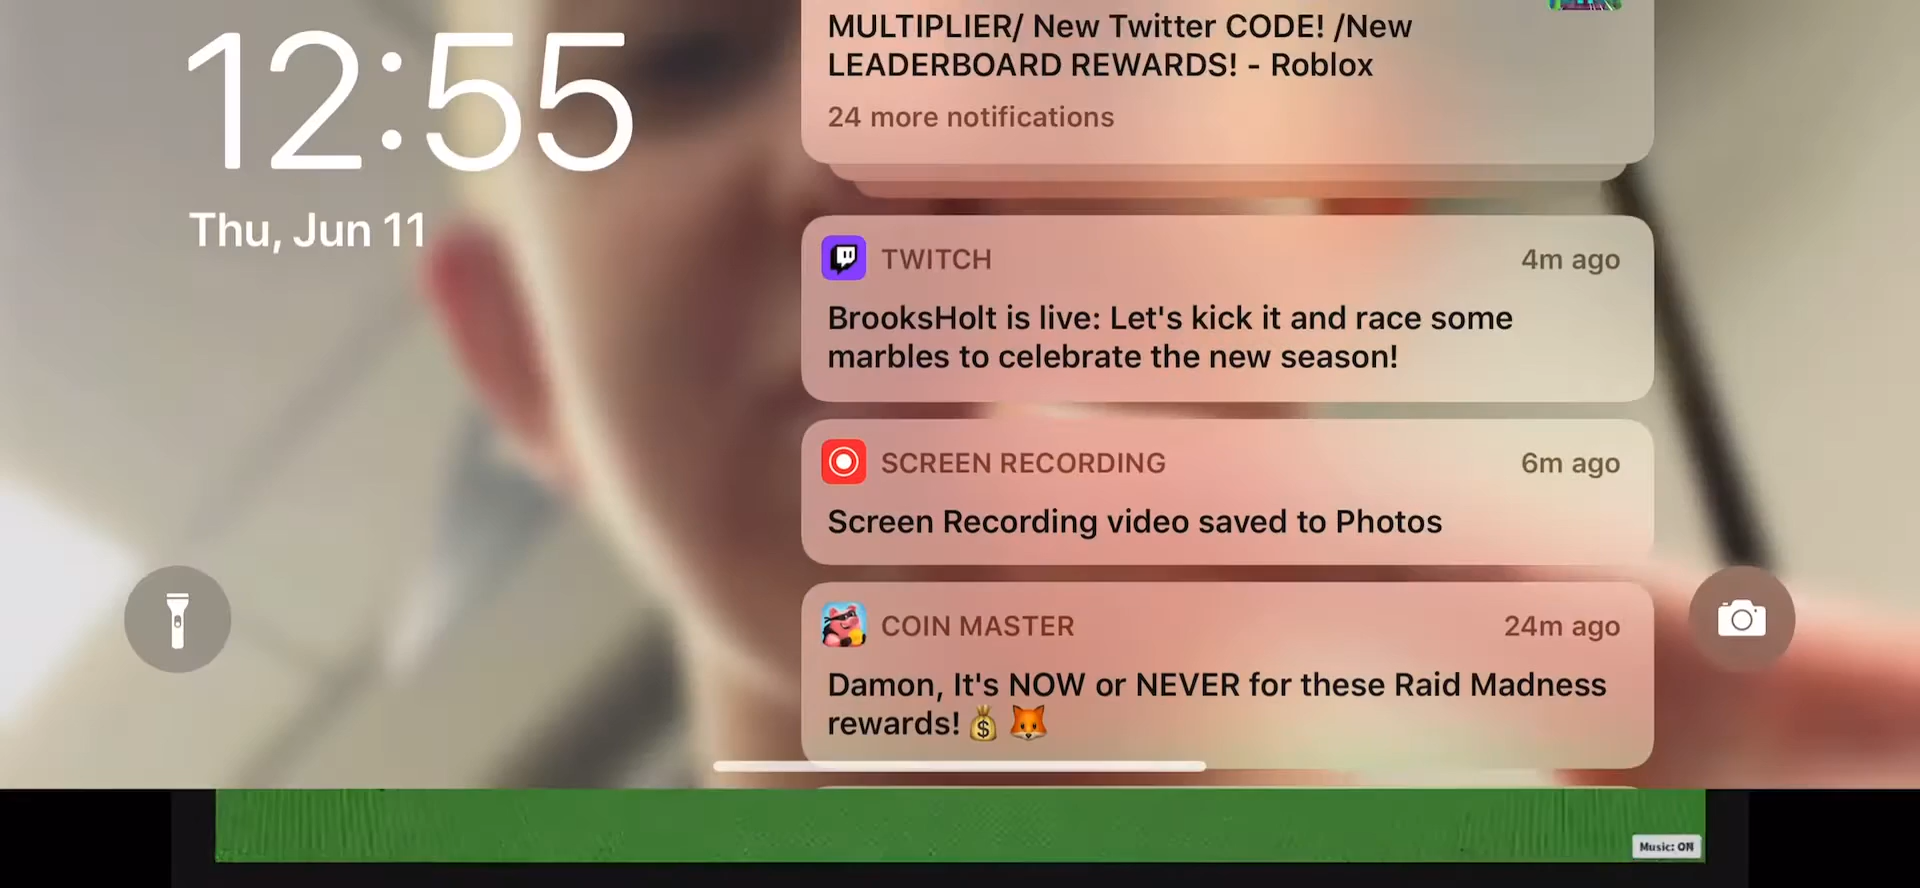 12:55
Thu, Jun 11
MULTIPLIER/ New Twitter CODE! /New
LEADERBOARD REWARDS! - Roblox
24 more notifications
TWITCH
4m ago
BrooksHolt is live: Let's kick it and race some
marbles to celebrate the new season!
SCREEN RECORDING
6m ago
Screen Recording video saved to Photos
COIN MASTER
24m ago
Damon, It's NOW or NEVER for these Raid Madness
rewards!💰 🦊
Music: ON